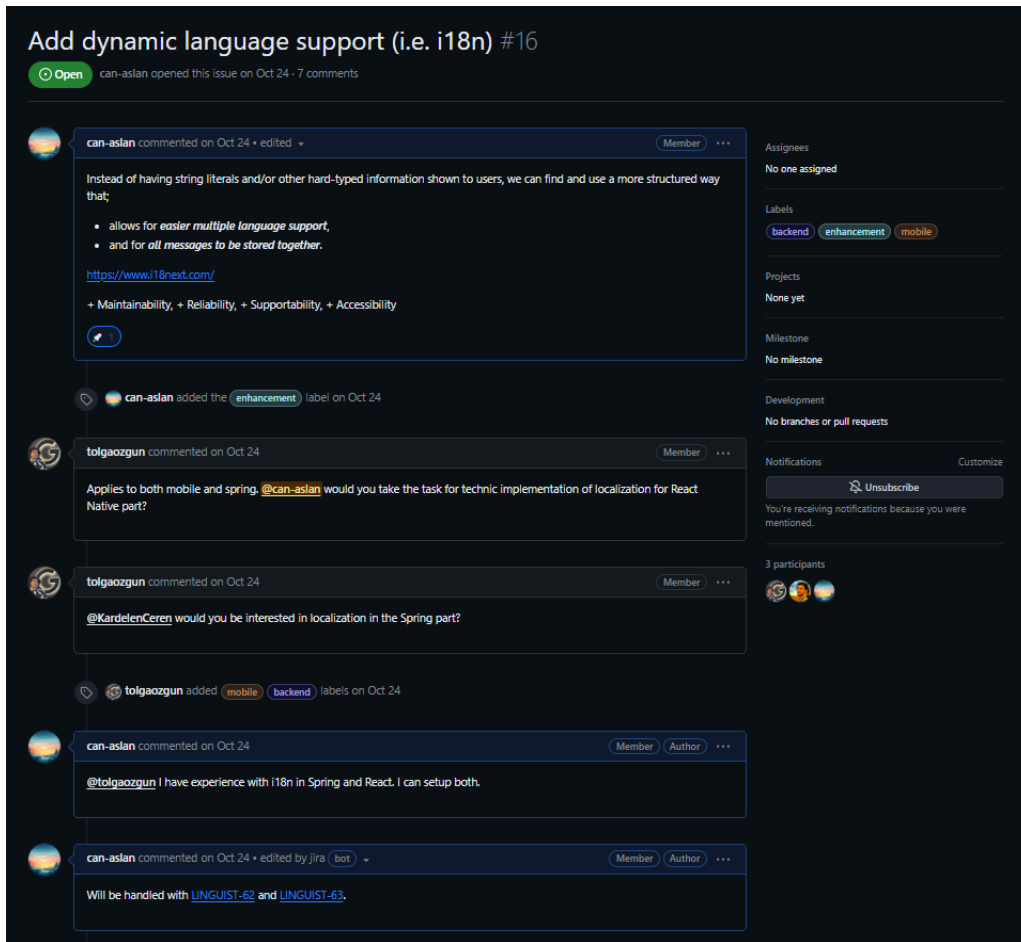 Add dynamic language support (i.e. i18n) #16
Open can-aslan opened this issue on Oct 24 · 7 comments
can-aslan commented on Oct 24 • edited
Member
Instead of having string literals and/or other hard-typed information shown to users, we can find and use a more structured way
that;
• allows for easier multiple language support,
• and for all messages to be stored together.
https://www.i18next.com/
+ Maintainability, + Reliability, + Supportability, + Accessibility
1
can-aslan added the enhancement label on Oct 24
tolgaozgun commented on Oct 24
Member
Applies to both mobile and spring. @can-aslan would you take the task for technic implementation of localization for React
Native part?
tolgaozgun commented on Oct 24
Member
@KardelenCeren would you be interested in localization in the Spring part?
tolgaozgun added mobile backend labels on Oct 24
can-aslan commented on Oct 24
Member Author
@tolgaozgun I have experience with i18n in Spring and React. I can setup both.
can-aslan commented on Oct 24 • edited by jira bot
Member Author
Will be handled with LINGUIST-62 and LINGUIST-63.
Assignees
No one assigned
Labels
backend enhancement mobile
Projects
None yet
Milestone
No milestone
Development
No branches or pull requests
Notifications Customize
Unsubscribe
You're receiving notifications because you were
mentioned.
3 participants